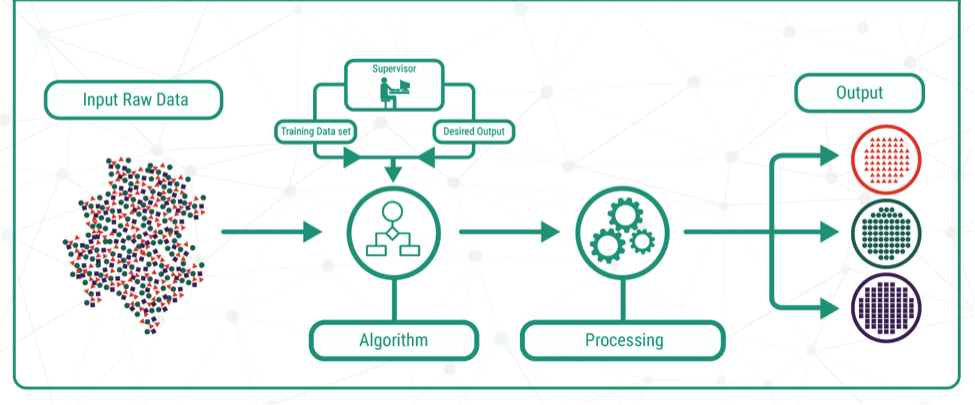 Input Raw Data
Supervisor
Training Data set
Desired Output
Algorithm
Processing
Output